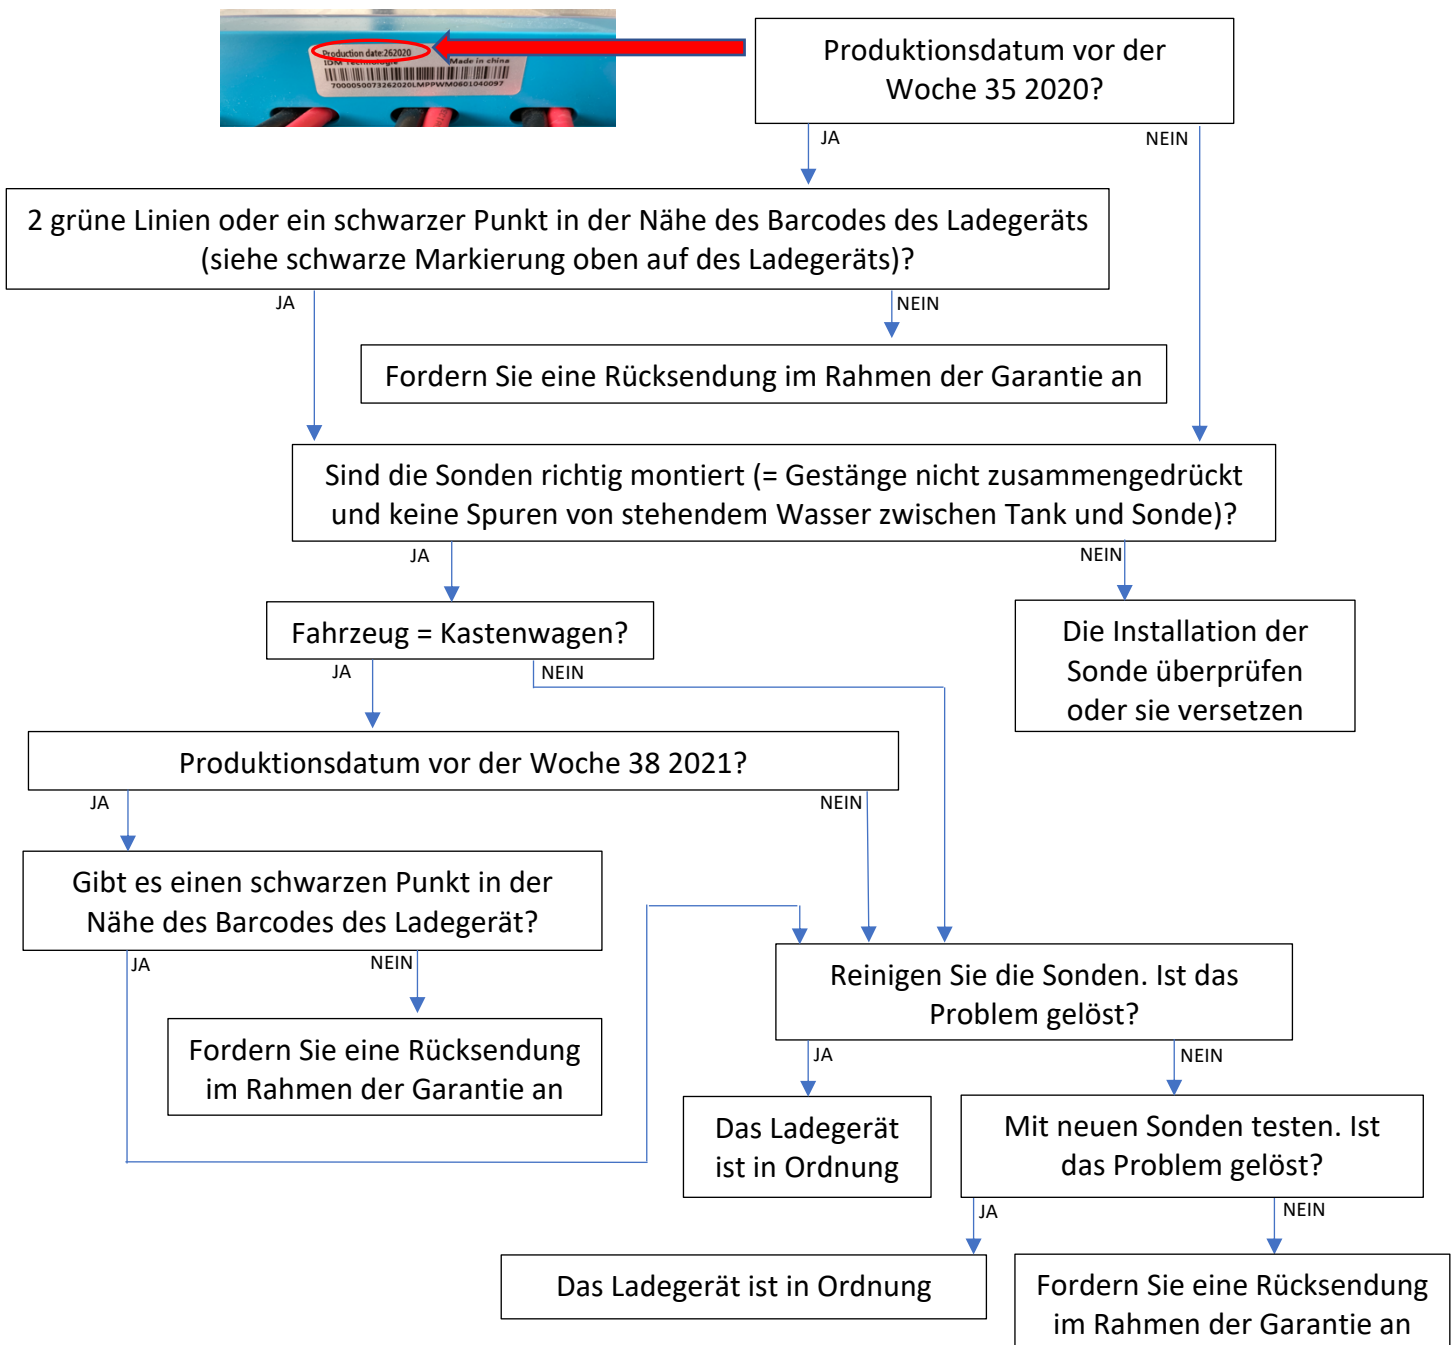 Production date:262020
IDM Technologie Made in china
7000050073262020LMPPWM0601040097
Produktionsdatum vor der
Woche 35 2020?
JA
NEIN
2 grüne Linien oder ein schwarzer Punkt in der Nähe des Barcodes des Ladegeräts
(siehe schwarze Markierung oben auf des Ladegeräts)?
JA
NEIN
Fordern Sie eine Rücksendung im Rahmen der Garantie an
Sind die Sonden richtig montiert (= Gestänge nicht zusammengedrückt
und keine Spuren von stehendem Wasser zwischen Tank und Sonde)?
JA
NEIN
Fahrzeug = Kastenwagen?
Die Installation der
Sonde überprüfen
oder sie versetzen
JA
NEIN
Produktionsdatum vor der Woche 38 2021?
JA
NEIN
Gibt es einen schwarzen Punkt in der
Nähe des Barcodes des Ladegerät?
JA
NEIN
Reinigen Sie die Sonden. Ist das
Problem gelöst?
Fordern Sie eine Rücksendung
im Rahmen der Garantie an
JA
NEIN
Das Ladegerät
ist in Ordnung
Mit neuen Sonden testen. Ist
das Problem gelöst?
JA
NEIN
Das Ladegerät ist in Ordnung
Fordern Sie eine Rücksendung
im Rahmen der Garantie an